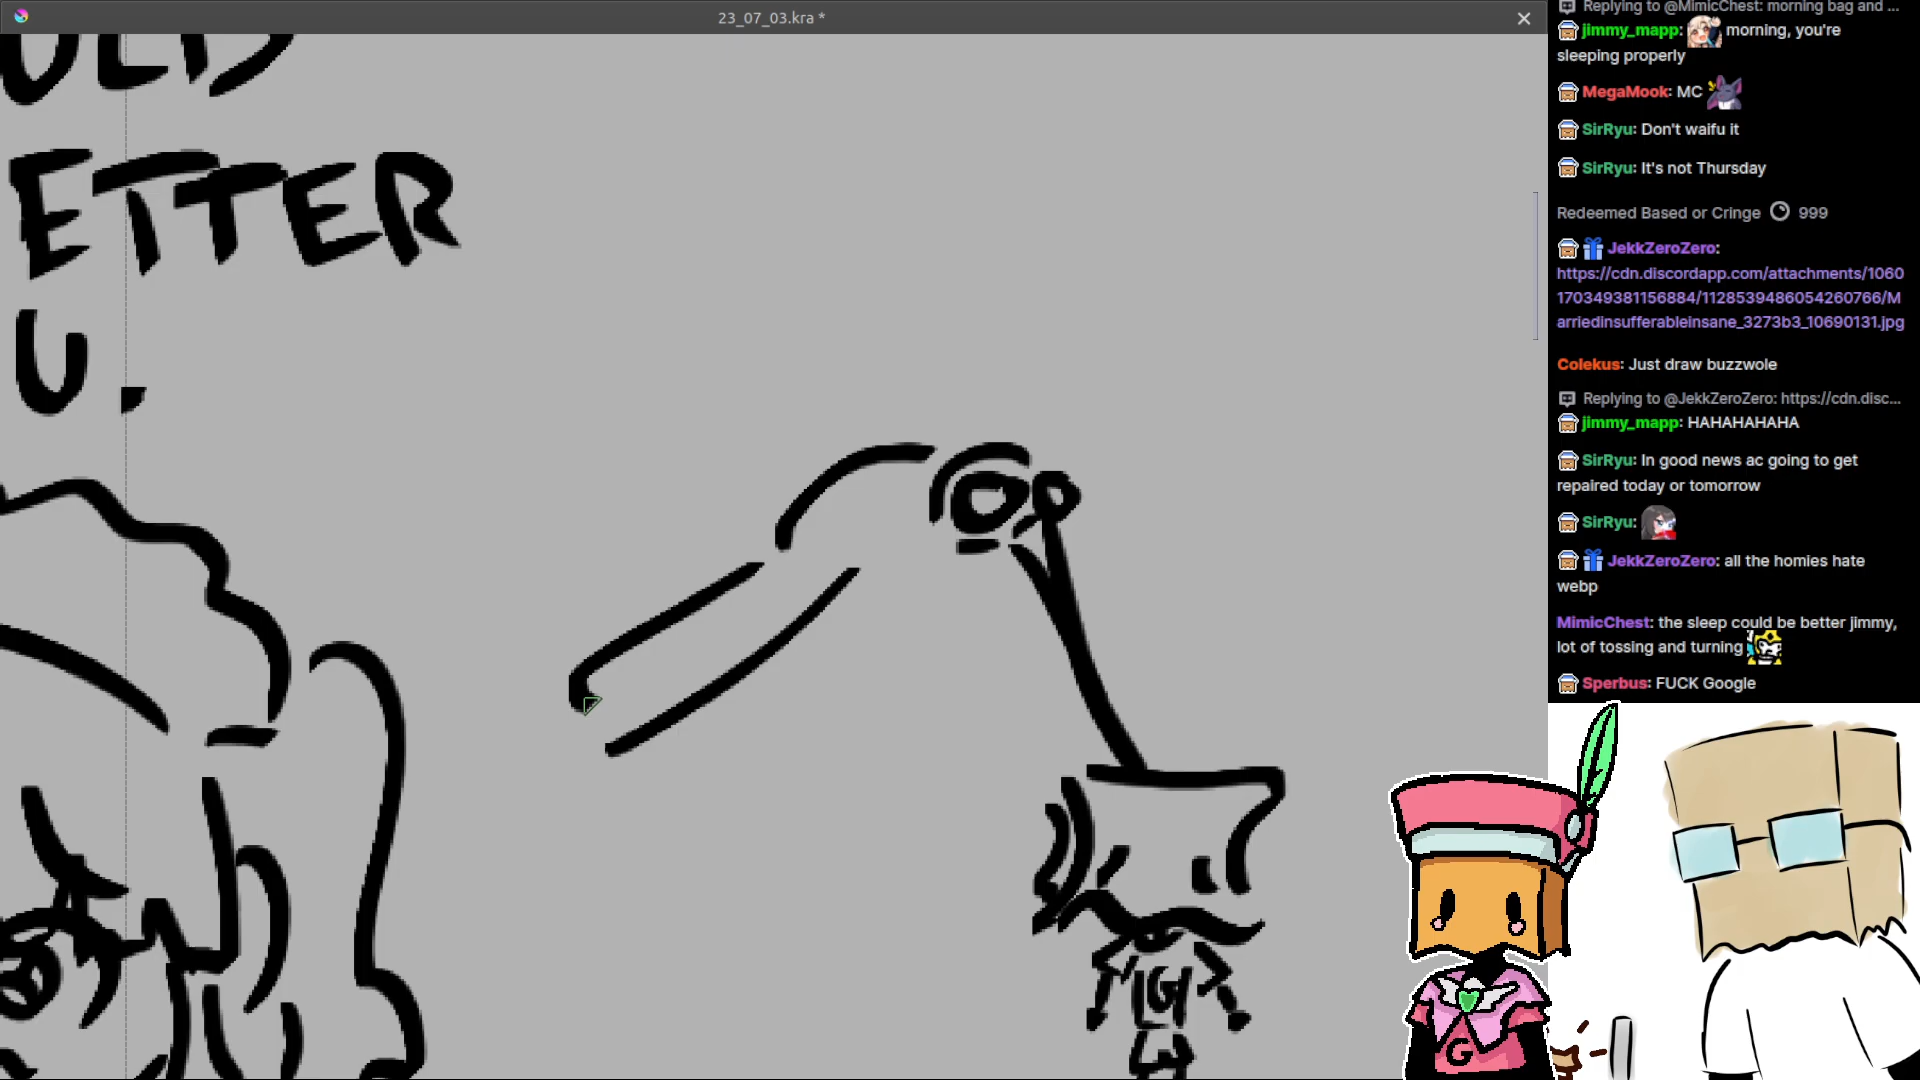 23_07_03.kra *
ETTER
U.
G
Replying to @MimicChest: morning bag and ...
jimmy_mapp: morning, you're
sleeping properly
MegaMook: MC
SirRyu: Don't waifu it
SirRyu: It's not Thursday
Redeemed Based or Cringe 999
JekkZeroZero:
https://cdn.discordapp.com/attachments/1060
170349381156884/1128539486054260766/M
arriedinsufferableinsane_3273b3_10690131.jpg
Colekus: Just draw buzzwole
Replying to @JekkZeroZero: https://cdn.disc...
jimmy_mapp: HAHAHAHAHA
SirRyu: In good news ac going to get
repaired today or tomorrow
SirRyu:
JekkZeroZero: all the homies hate
webp
MimicChest: the sleep could be better jimmy,
lot of tossing and turning
Sperbus: FUCK Google
G